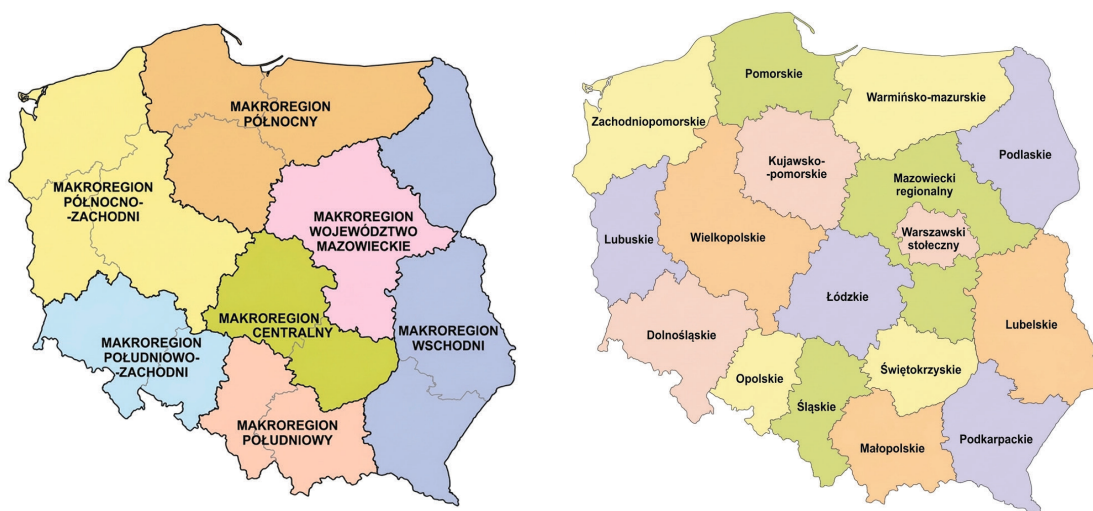 MAKROREGION
PÓŁNOCNY
MAKROREGION
PÓŁNOCNO-
-ZACHODNI
MAKROREGION
WOJEWÓDZTWO
MAZOWIECKIE
MAKROREGION
CENTRALNY
MAKROREGION
WSCHODNI
MAKROREGION
POŁUDNIOWO-
-ZACHODNI
MAKROREGION
POŁUDNIOWY
Pomorskie
Warmińsko-mazurskie
Zachodniopomorskie
Podlaskie
Kujawsko-
-pomorskie
Mazowiecki
regionalny
Warszawski
stołeczny
Lubuskie
Wielkopolskie
Łódzkie
Lubelskie
Dolnośląskie
Opolskie
Świętokrzyskie
Śląskie
Małopolskie
Podkarpackie